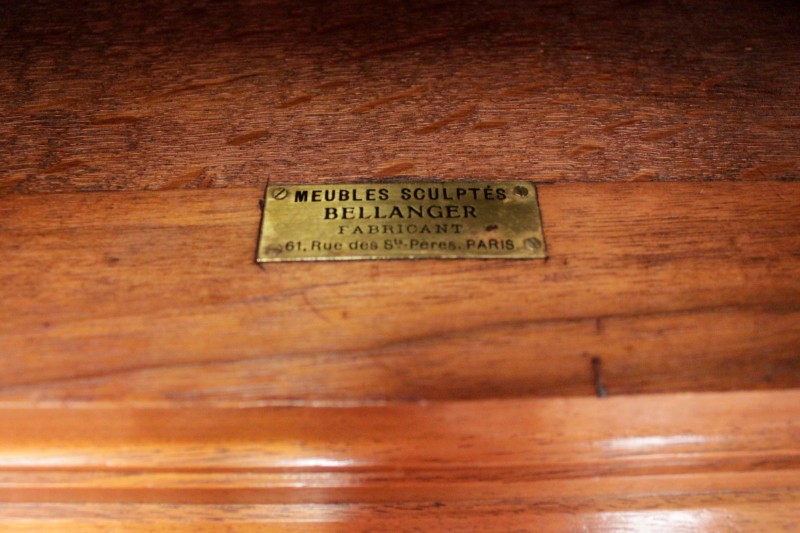 MEUBLES SCULPTÉS
BELLANGER
FABRICANT
61, Rue des Sts-Pères, PARIS